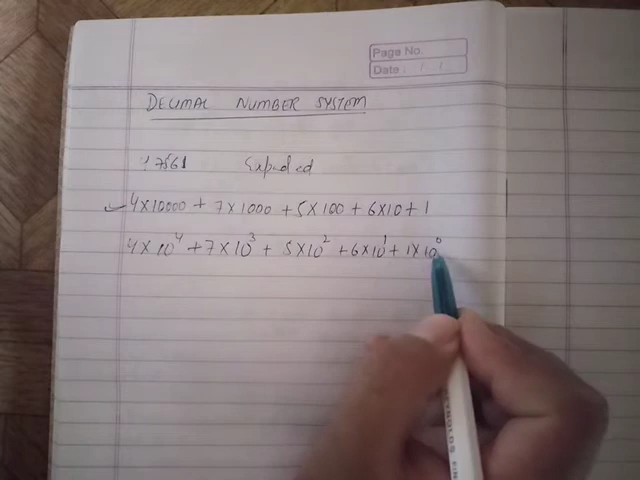 Page No.
Date: / /
DECIMAL NUMBER SYSTEM
47561 Expanded
4×10000 + 7×1000 + 5×100 + 6×10 + 1
4×10⁴ + 7×10³ + 5×10² + 6×10¹ + 1×10⁰
REYNOLDS